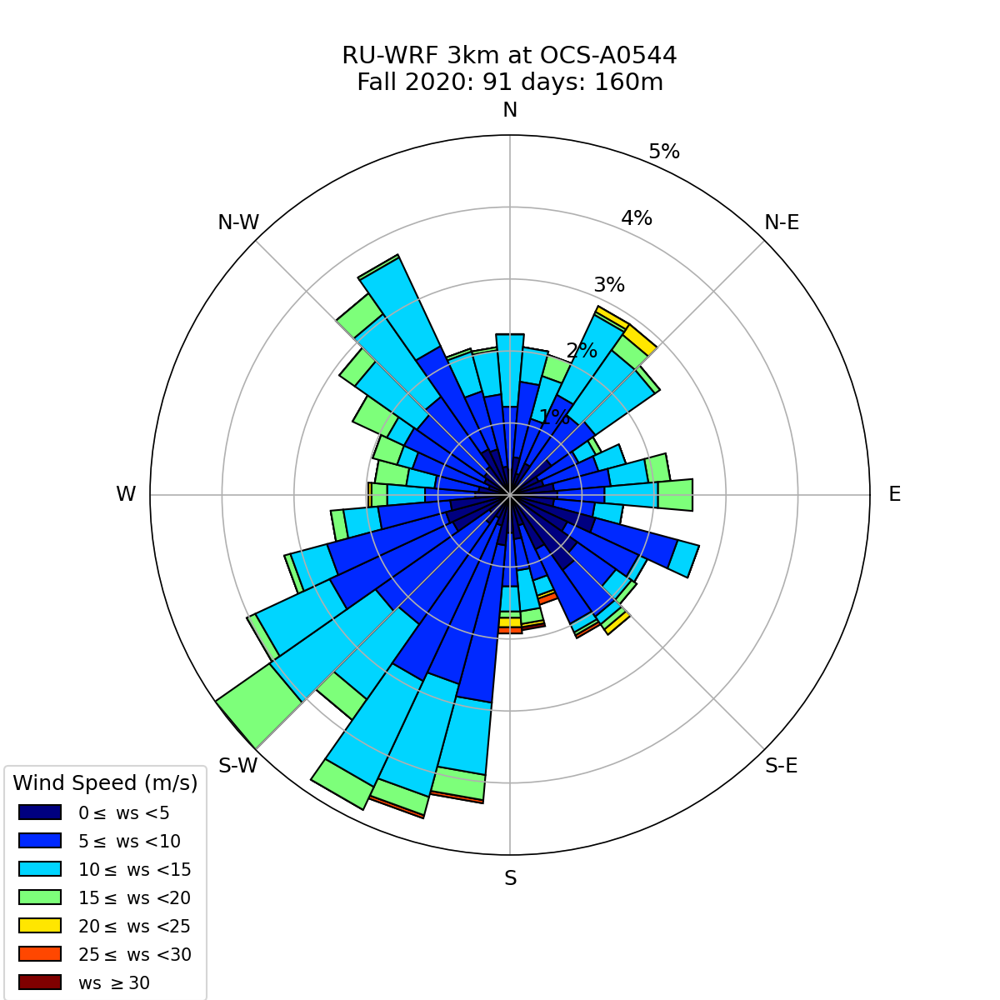 RU-WRF 3km at OCS-A0544
Fall 2020: 91 days: 160m
N
5%
N-W
4%
N-E
3%
2%
1%
W
E
S-W
S-E
S
Wind Speed (m/s)
0≤ ws <5
5≤ ws <10
10≤ ws <15
15≤ ws <20
20≤ ws <25
25≤ ws <30
ws ≥30